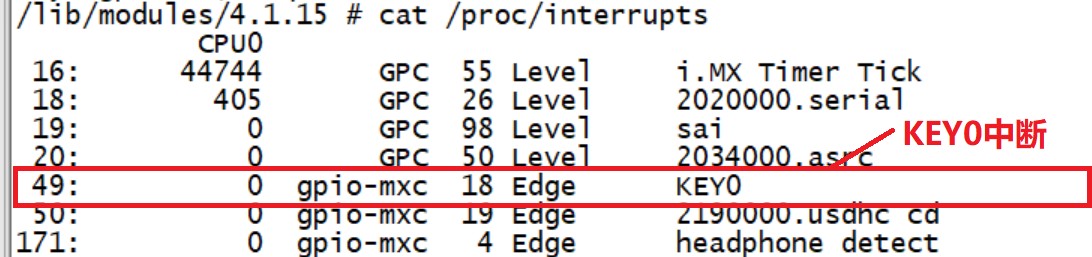 /lib/modules/4.1.15 # cat /proc/interrupts
CPU0
16: 44744 GPC 55 Level i.MX Timer Tick
18: 405 GPC 26 Level 2020000.serial
19: 0 GPC 98 Level sai
KEY0中断
20: 0 GPC 50 Level 2034000.asrc
49: 0 gpio-mxc 18 Edge KEY0
50: 0 gpio-mxc 19 Edge 2190000.usdhc cd
171: 0 gpio-mxc 4 Edge headphone detect